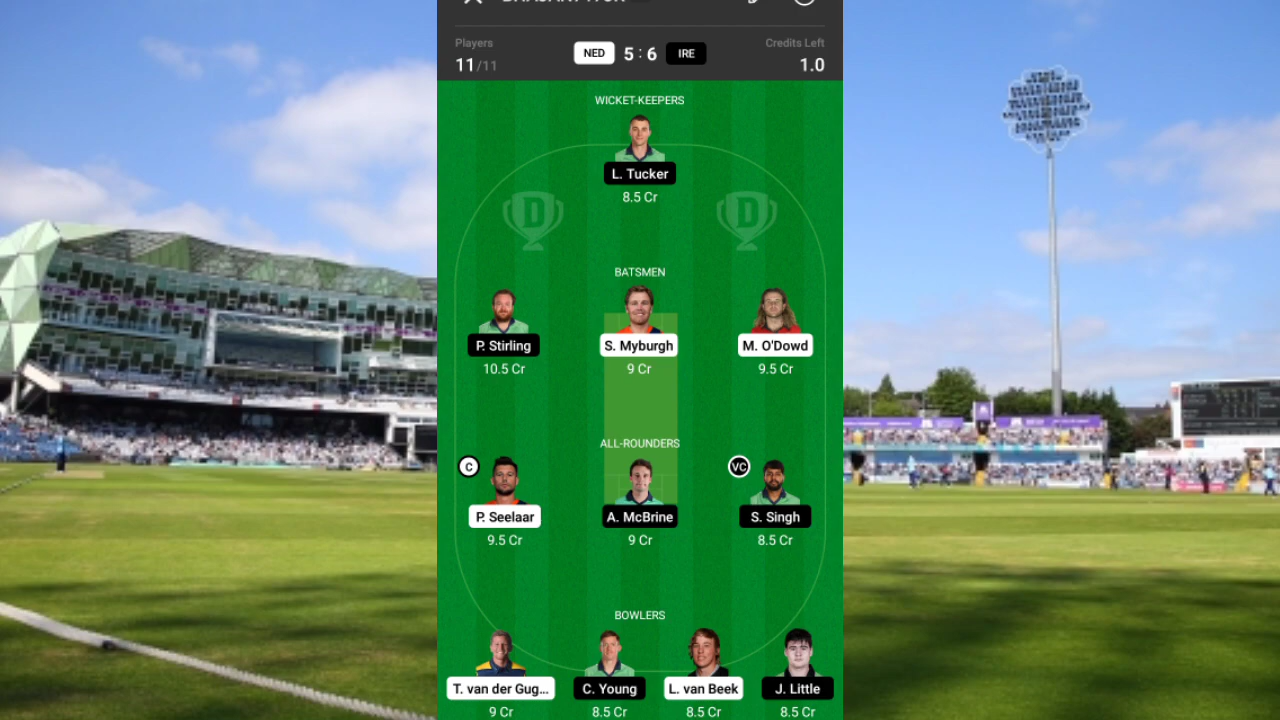 Players
Credits Left
11/11
NED 5 : 6 IRE
1.0
WICKET-KEEPERS
L. Tucker
8.5 Cr
D D
BATSMEN
P. Stirling S. Myburgh M. O'Dowd
10.5 Cr 9 Cr 9.5 Cr
ALL-ROUNDERS
C VC
P. Seelaar A. McBrine S. Singh
9.5 Cr 9 Cr 8.5 Cr
BOWLERS
T. van der Gug... C. Young L. van Beek J. Little
9 Cr 8.5 Cr 8.5 Cr 8.5 Cr